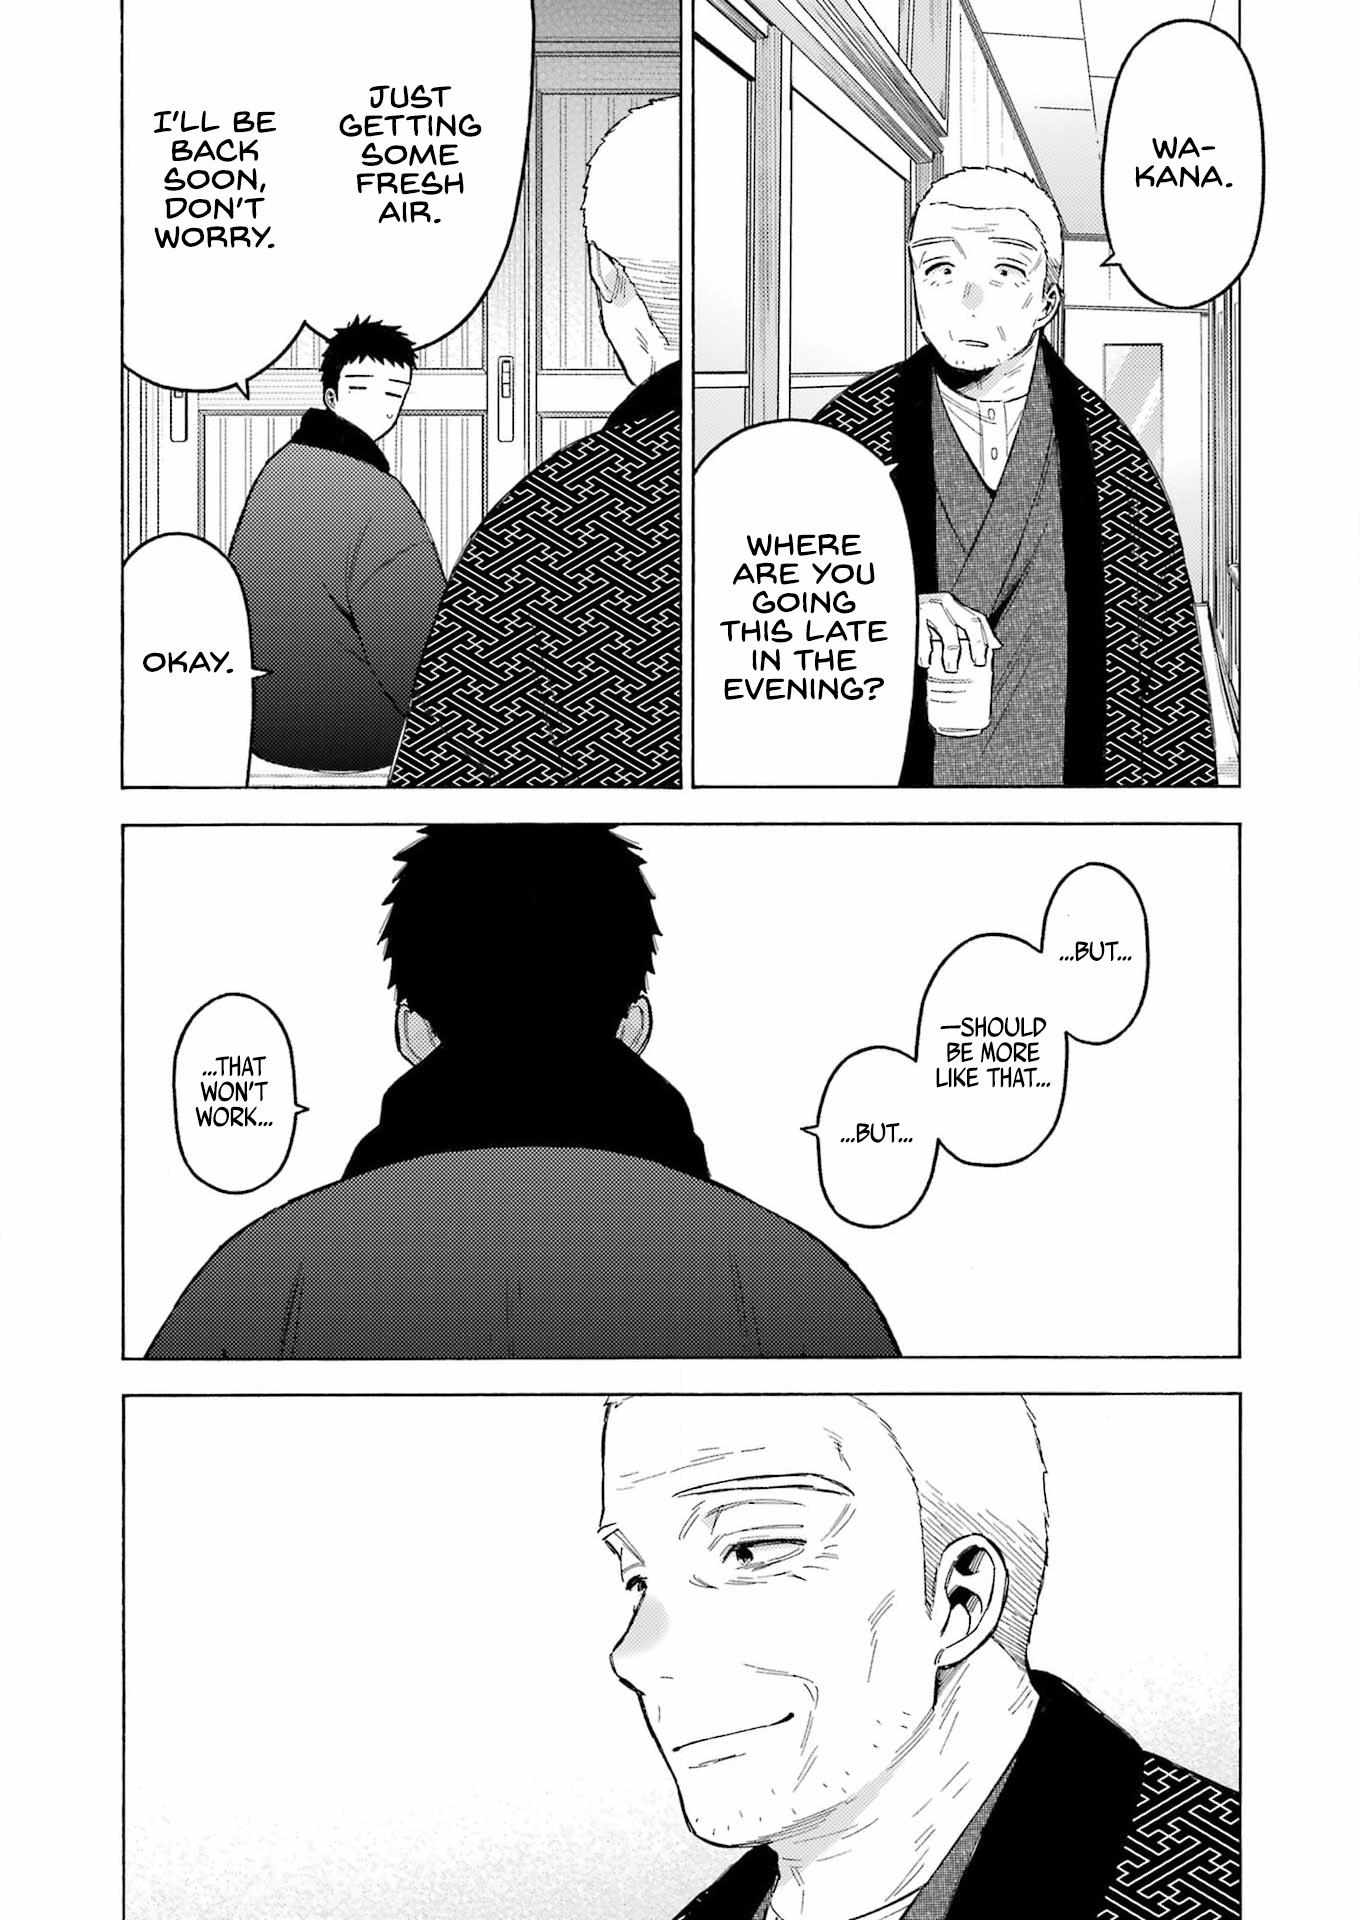 WA-
KANA.
WHERE
ARE YOU
GOING
THIS LATE
IN THE
EVENING?
JUST
GETTING
SOME
FRESH
AIR.
I'LL BE
BACK
SOON,
DON'T
WORRY.
OKAY.
...BUT...
—SHOULD
BE MORE
LIKE THAT...
...BUT...
...THAT
WON'T
WORK...